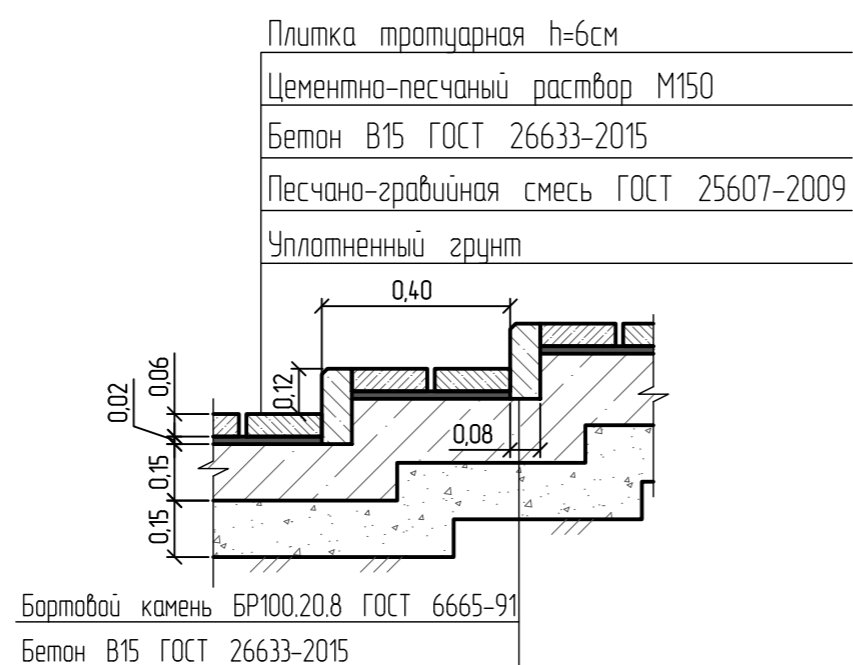 Плитка тротуарная h=6см
Цементно-песчаный раствор М150
Бетон В15 ГОСТ 26633-2015
Песчано-гравийная смесь ГОСТ 25607-2009
Уплотненный грунт
0,40
0,12
0,06
0,02
0,08
0,15
0,15
Бортовой камень БР100.20.8 ГОСТ 6665-91
Бетон В15 ГОСТ 26633-2015